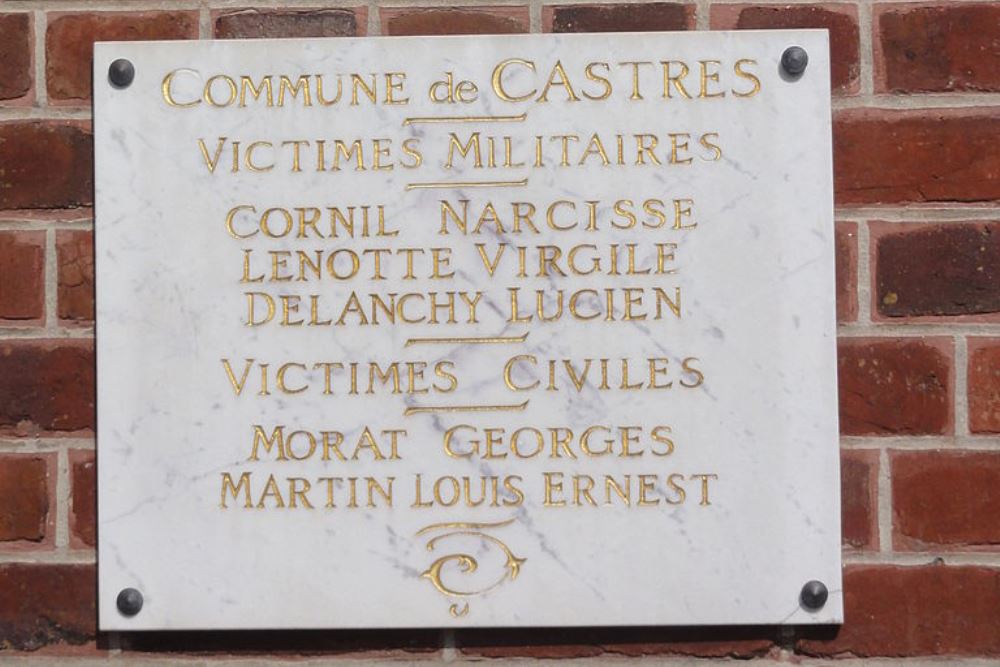 COMMUNE de CASTRES
VICTIMES MILITAIRES
CORNIL NARCISSE
LENOTTE VIRGILE
DELANCHY LUCIEN
VICTIMES CIVILES
MORAT GEORGES
MARTIN LOUIS ERNEST